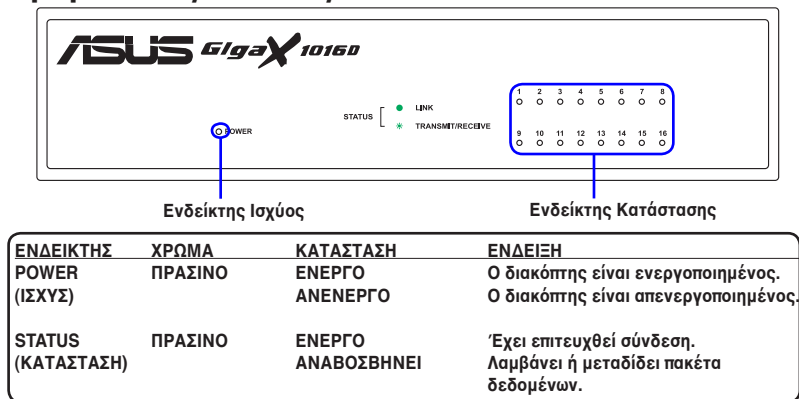 ASUS GigaX 1016D
1 2 3 4 5 6 7 8
LINK
STATUS
TRANSMIT/RECEIVE
POWER
9 10 11 12 13 14 15 16
Ενδείκτης Ισχύος
Ενδείκτης Κατάστασης
ΕΝΔΕΙΚΤΗΣ ΧΡΩΜΑ ΚΑΤΑΣΤΑΣΗ ΕΝΔΕΙΞΗ
POWER ΠΡΑΣΙΝΟ ΕΝΕΡΓΟ Ο διακόπτης είναι ενεργοποιημένος.
(ΙΣΧΥΣ) ΑΝΕΝΕΡΓΟ Ο διακόπτης είναι απενεργοποιημένος.
STATUS ΠΡΑΣΙΝΟ ΕΝΕΡΓΟ Έχει επιτευχθεί σύνδεση.
(ΚΑΤΑΣΤΑΣΗ) ΑΝΑΒΟΣΒΗΝΕΙ Λαμβάνει ή μεταδίδει πακέτα
δεδομένων.